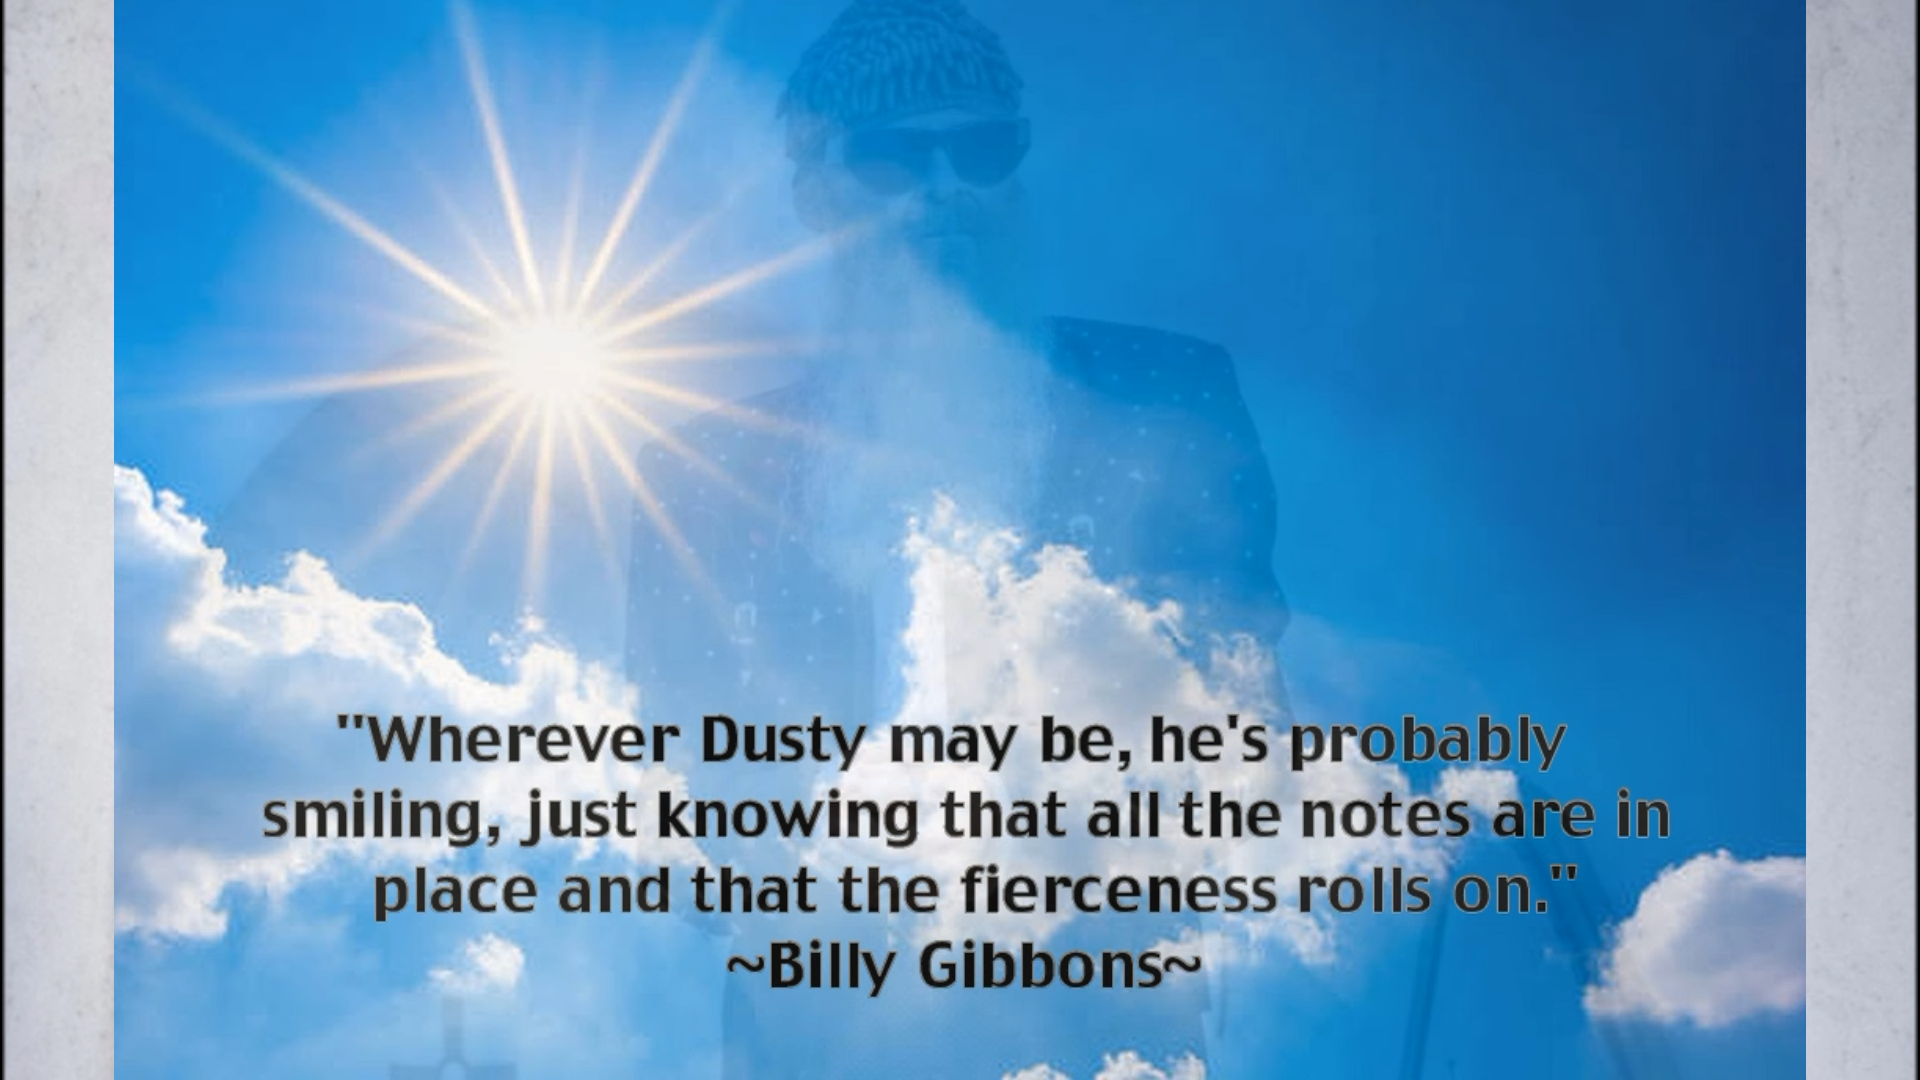 "Wherever Dusty may be, he's probably
smiling, just knowing that all the notes are in
place and that the fierceness rolls on."
~Billy Gibbons~